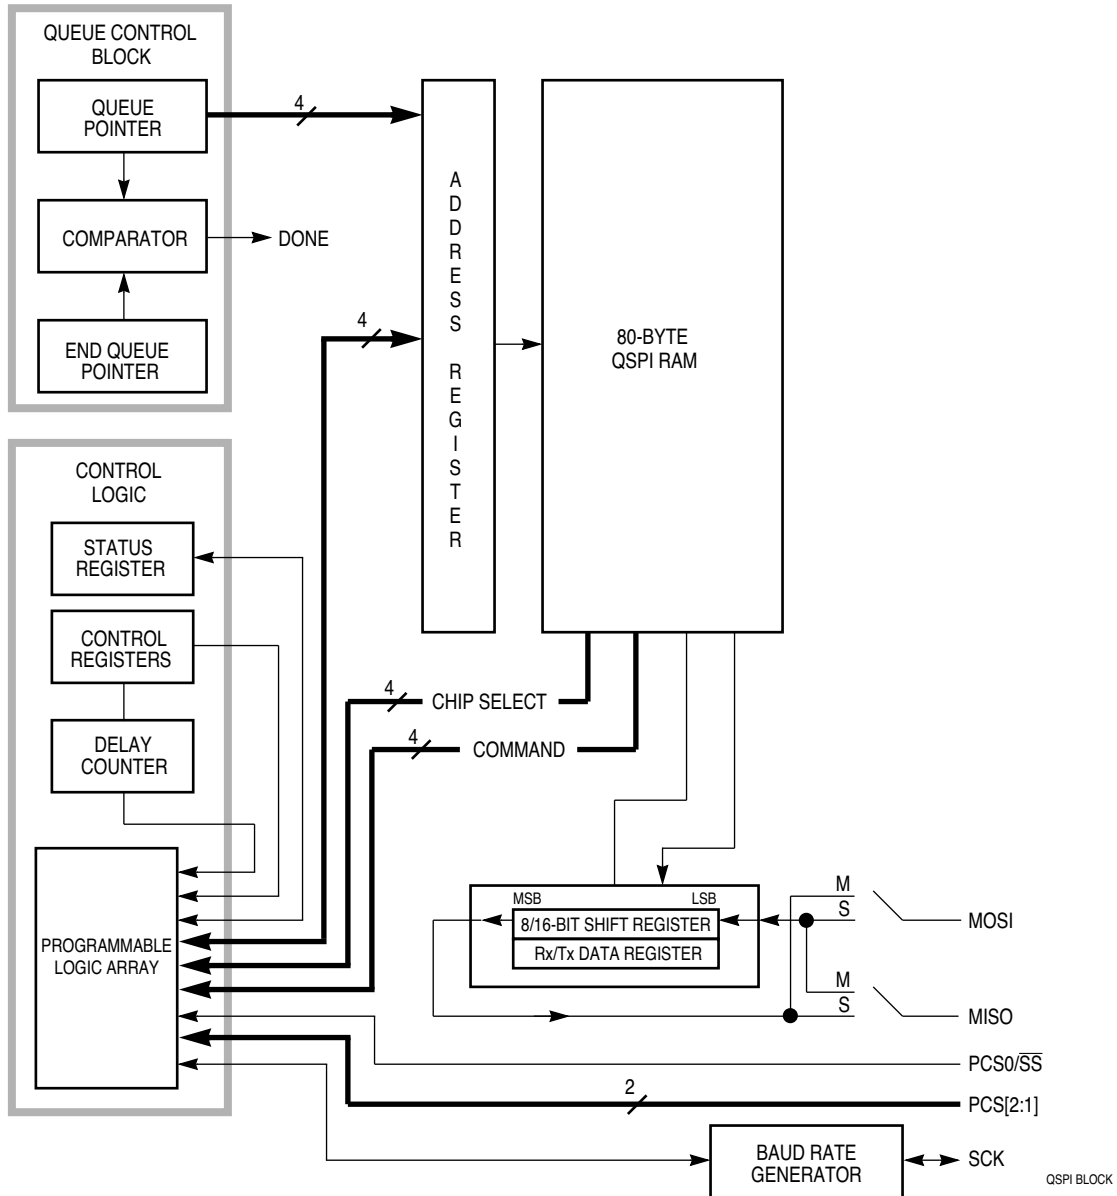 QUEUE CONTROL
BLOCK
QUEUE
POINTER
4
COMPARATOR
DONE
END QUEUE
POINTER
4
ADDRESS REGISTER
80-BYTE
QSPI RAM
CONTROL
LOGIC
STATUS
REGISTER
CONTROL
REGISTERS
DELAY
COUNTER
4
CHIP SELECT
4
COMMAND
PROGRAMMABLE
LOGIC ARRAY
MSB
LSB
8/16-BIT SHIFT REGISTER
Rx/Tx DATA REGISTER
M
S
MOSI
M
S
MISO
PCS0/S̅S̅
2
PCS[2:1]
BAUD RATE
GENERATOR
SCK
QSPI BLOCK